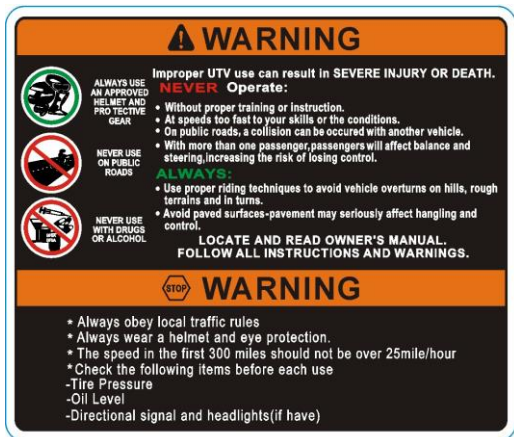 WARNING
ALWAYS USE
AN APPROVED
HELMET AND
PRO TECTIVE
GEAR
NEVER USE
ON PUBLIC
ROADS
NEVER USE
WITH DRUGS
OR ALCOHOL
Improper UTV use can result in SEVERE INJURY OR DEATH.
NEVER Operate:
• Without proper training or instruction.
• At speeds too fast to your skills or the conditions.
• On public roads, a collision can be occured with another vehicle.
• With more than one passenger,passengers will affect balance and
steering,increasing the risk of losing control.
ALWAYS:
• Use proper riding techniques to avoid vehicle overturns on hills, rough
terrains and in turns.
• Avoid paved surfaces-pavement may seriously affect hangling and
control.
LOCATE AND READ OWNER'S MANUAL.
FOLLOW ALL INSTRUCTIONS AND WARNINGS.
STOP WARNING
* Always obey local traffic rules
* Always wear a helmet and eye protection.
* The speed in the first 300 miles should not be over 25mile/hour
*Check the following items before each use
-Tire Pressure
-Oil Level
-Directional signal and headlights(if have)